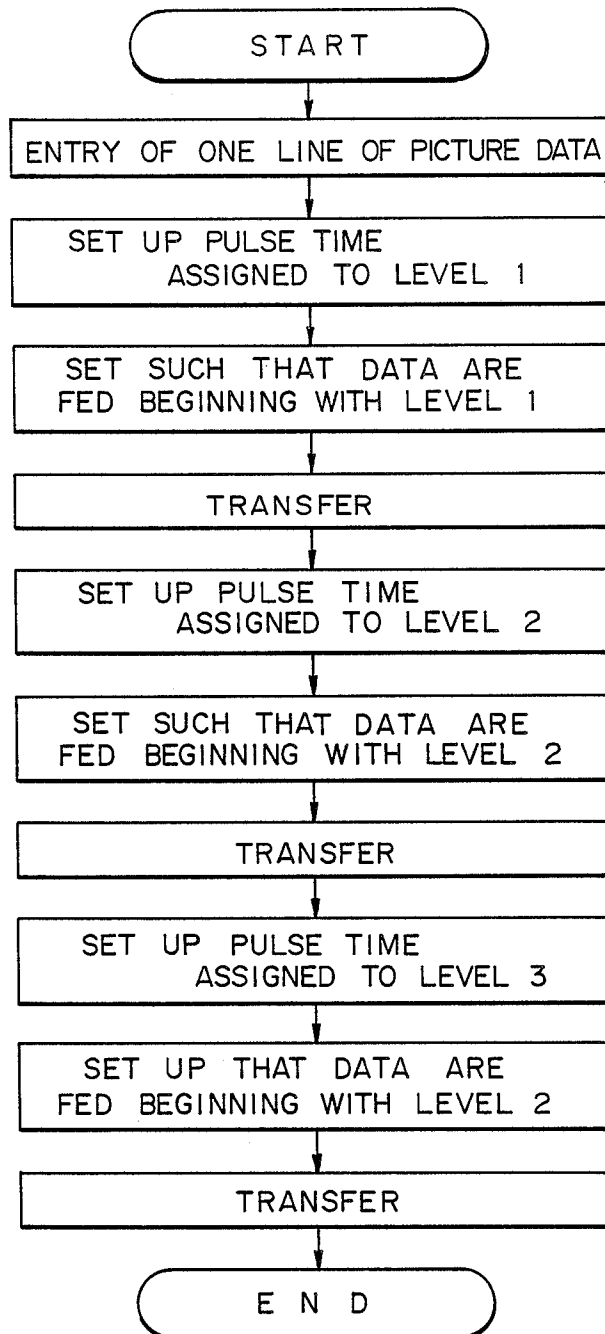 START
ENTRY OF ONE LINE OF PICTURE DATA
SET UP PULSE TIME
ASSIGNED TO LEVEL 1
SET SUCH THAT DATA ARE
FED BEGINNING WITH LEVEL 1
TRANSFER
SET UP PULSE TIME
ASSIGNED TO LEVEL 2
SET SUCH THAT DATA ARE
FED BEGINNING WITH LEVEL 2
TRANSFER
SET UP PULSE TIME
ASSIGNED TO LEVEL 3
SET UP THAT DATA ARE
FED BEGINNING WITH LEVEL 2
TRANSFER
END